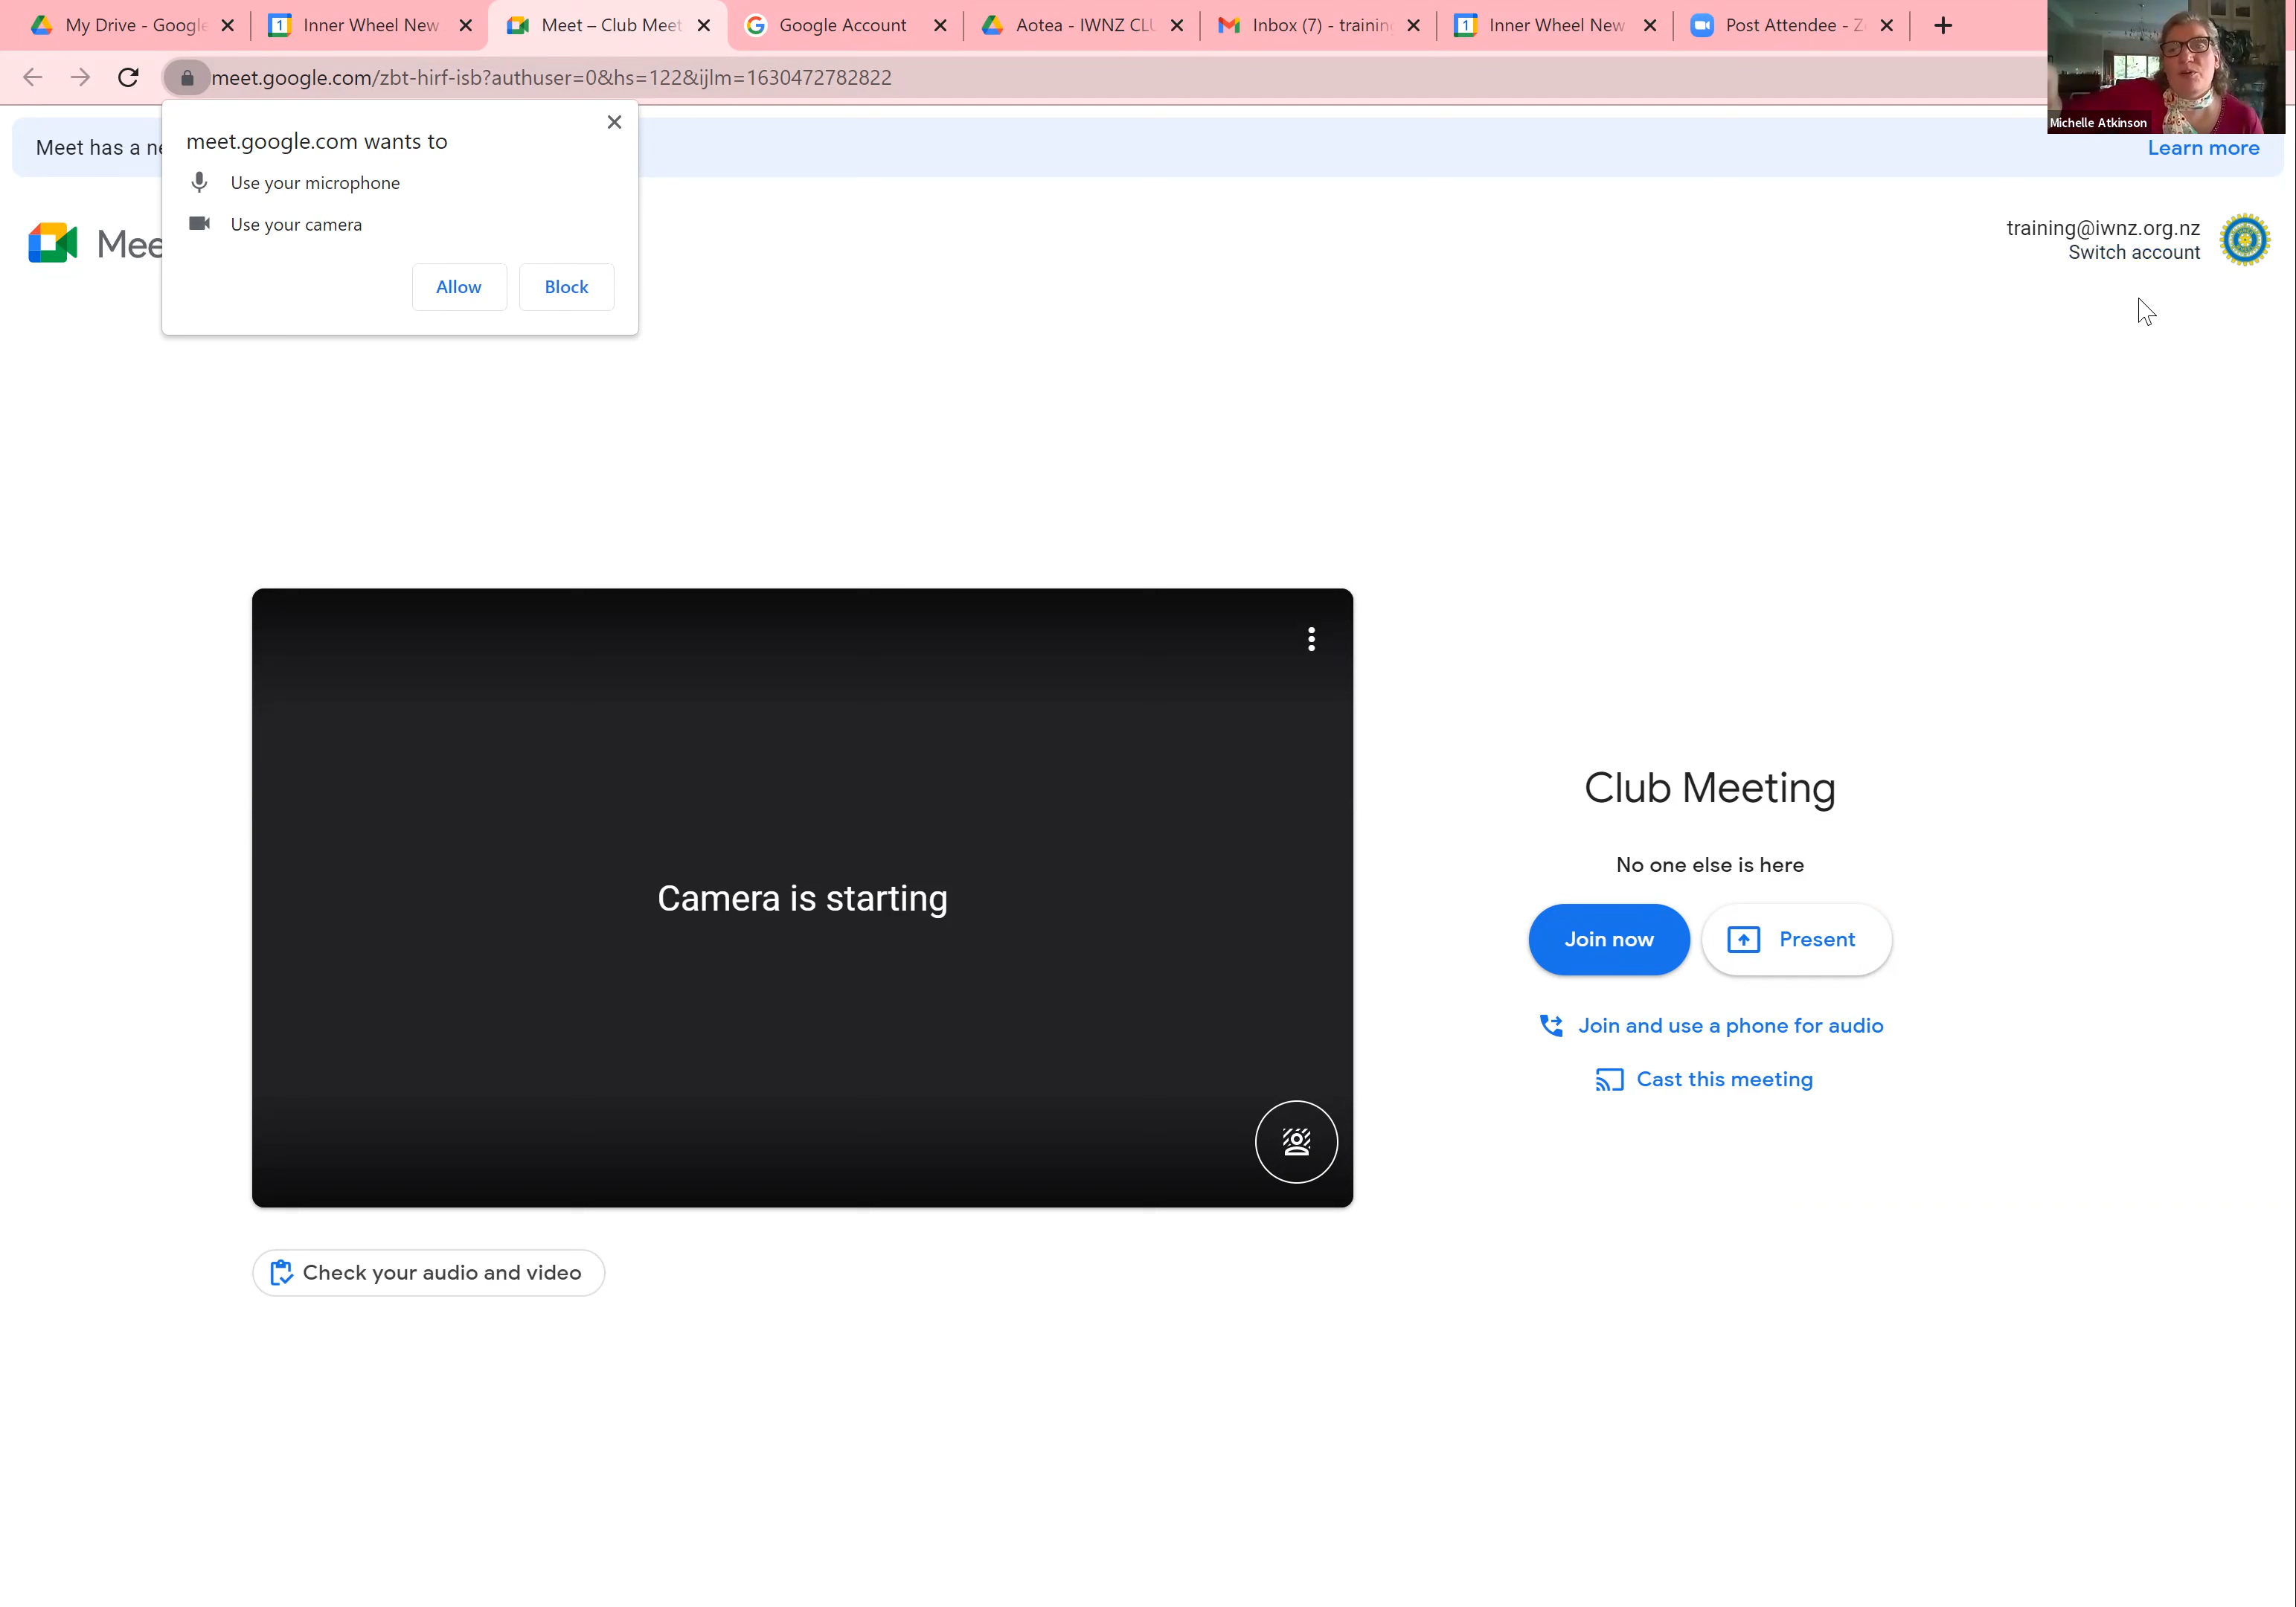 My Drive - Google
Inner Wheel New
Meet – Club Meet
Google Account
Aotea - IWNZ CLU
Inbox (7) - training
Inner Wheel New
Post Attendee - Z
meet.google.com/zbt-hirf-isb?authuser=0&hs=122&ijlm=1630472782822
Michelle Atkinson
meet.google.com wants to
Use your microphone
Use your camera
Allow
Block
Meet has a ne
Learn more
Mee
training@iwnz.org.nz
Switch account
Camera is starting
Club Meeting
No one else is here
Join now
Present
Join and use a phone for audio
Cast this meeting
Check your audio and video